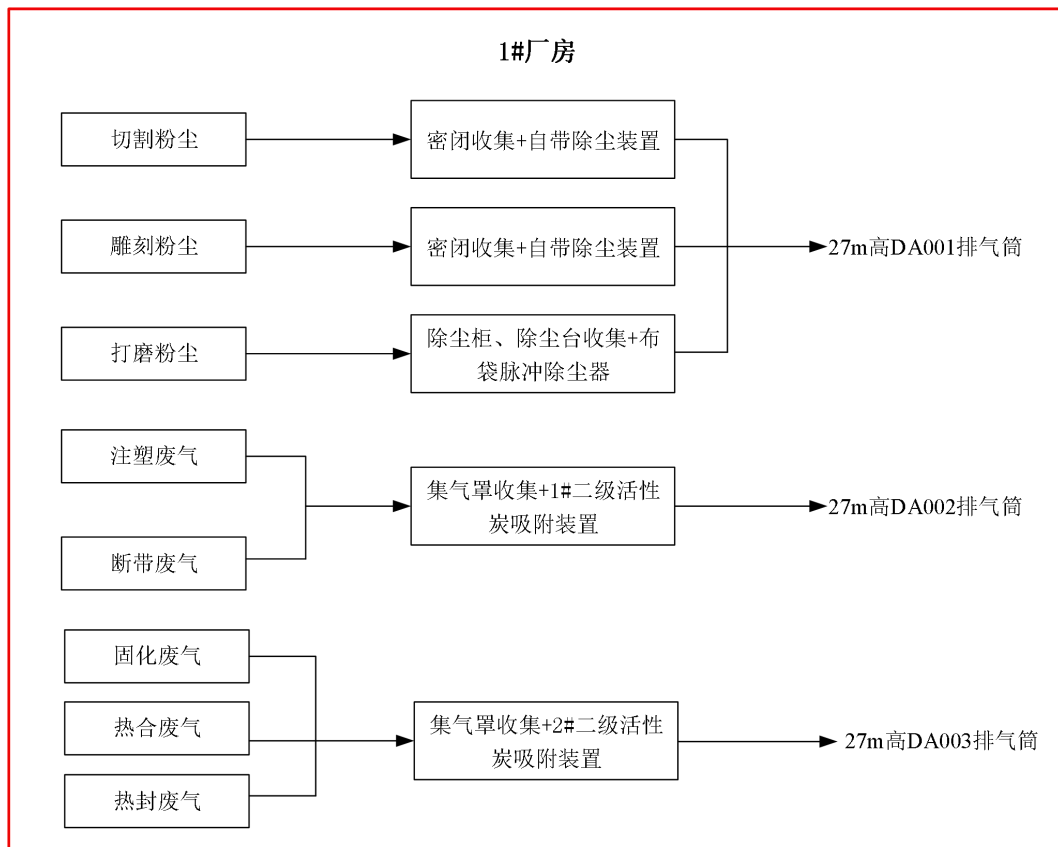 1#厂房
切割粉尘
密闭收集+自带除尘装置
雕刻粉尘
密闭收集+自带除尘装置
27m高DA001排气筒
打磨粉尘
除尘柜、除尘台收集+布
袋脉冲除尘器
注塑废气
集气罩收集+1#二级活性
炭吸附装置
27m高DA002排气筒
断带废气
固化废气
热合废气
集气罩收集+2#二级活性
炭吸附装置
27m高DA003排气筒
热封废气